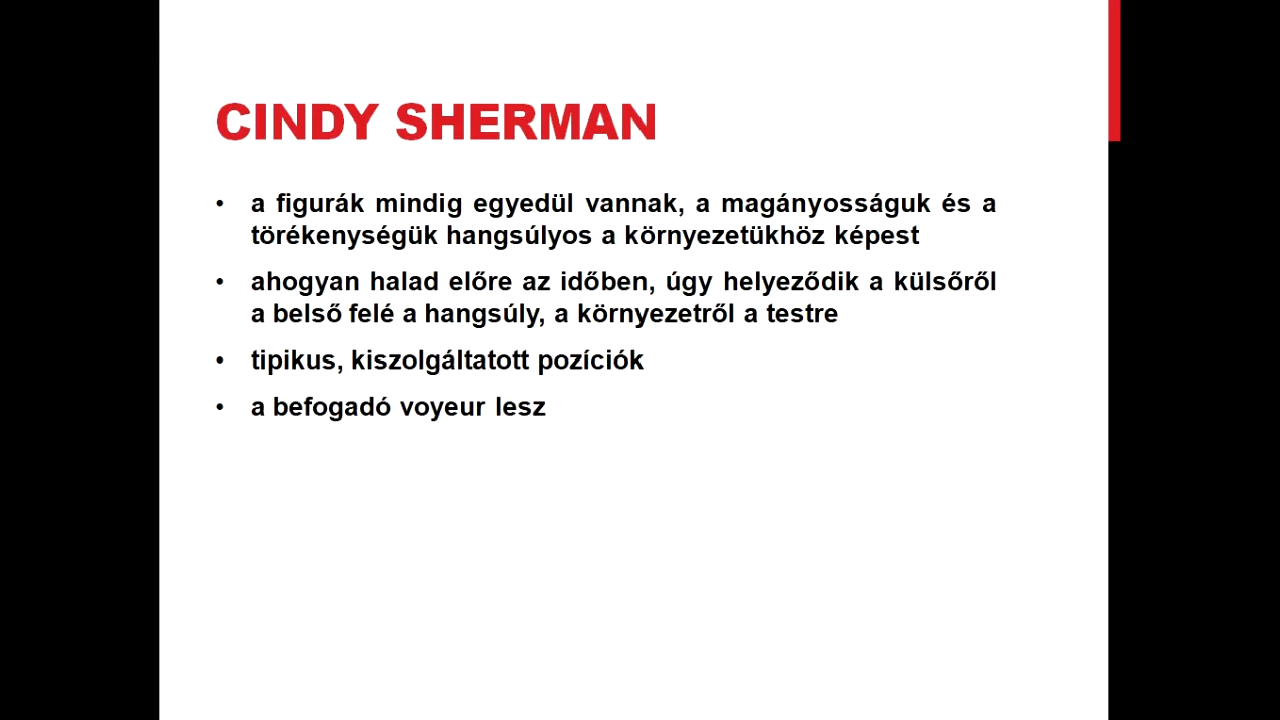 CINDY SHERMAN
• a figurák mindig egyedül vannak, a magányosságuk és a
törékenységük hangsúlyos a környezetükhöz képest
• ahogyan halad előre az időben, úgy helyeződik a külsőről
a belső felé a hangsúly, a környezetről a testre
• tipikus, kiszolgáltatott pozíciók
• a befogadó voyeur lesz